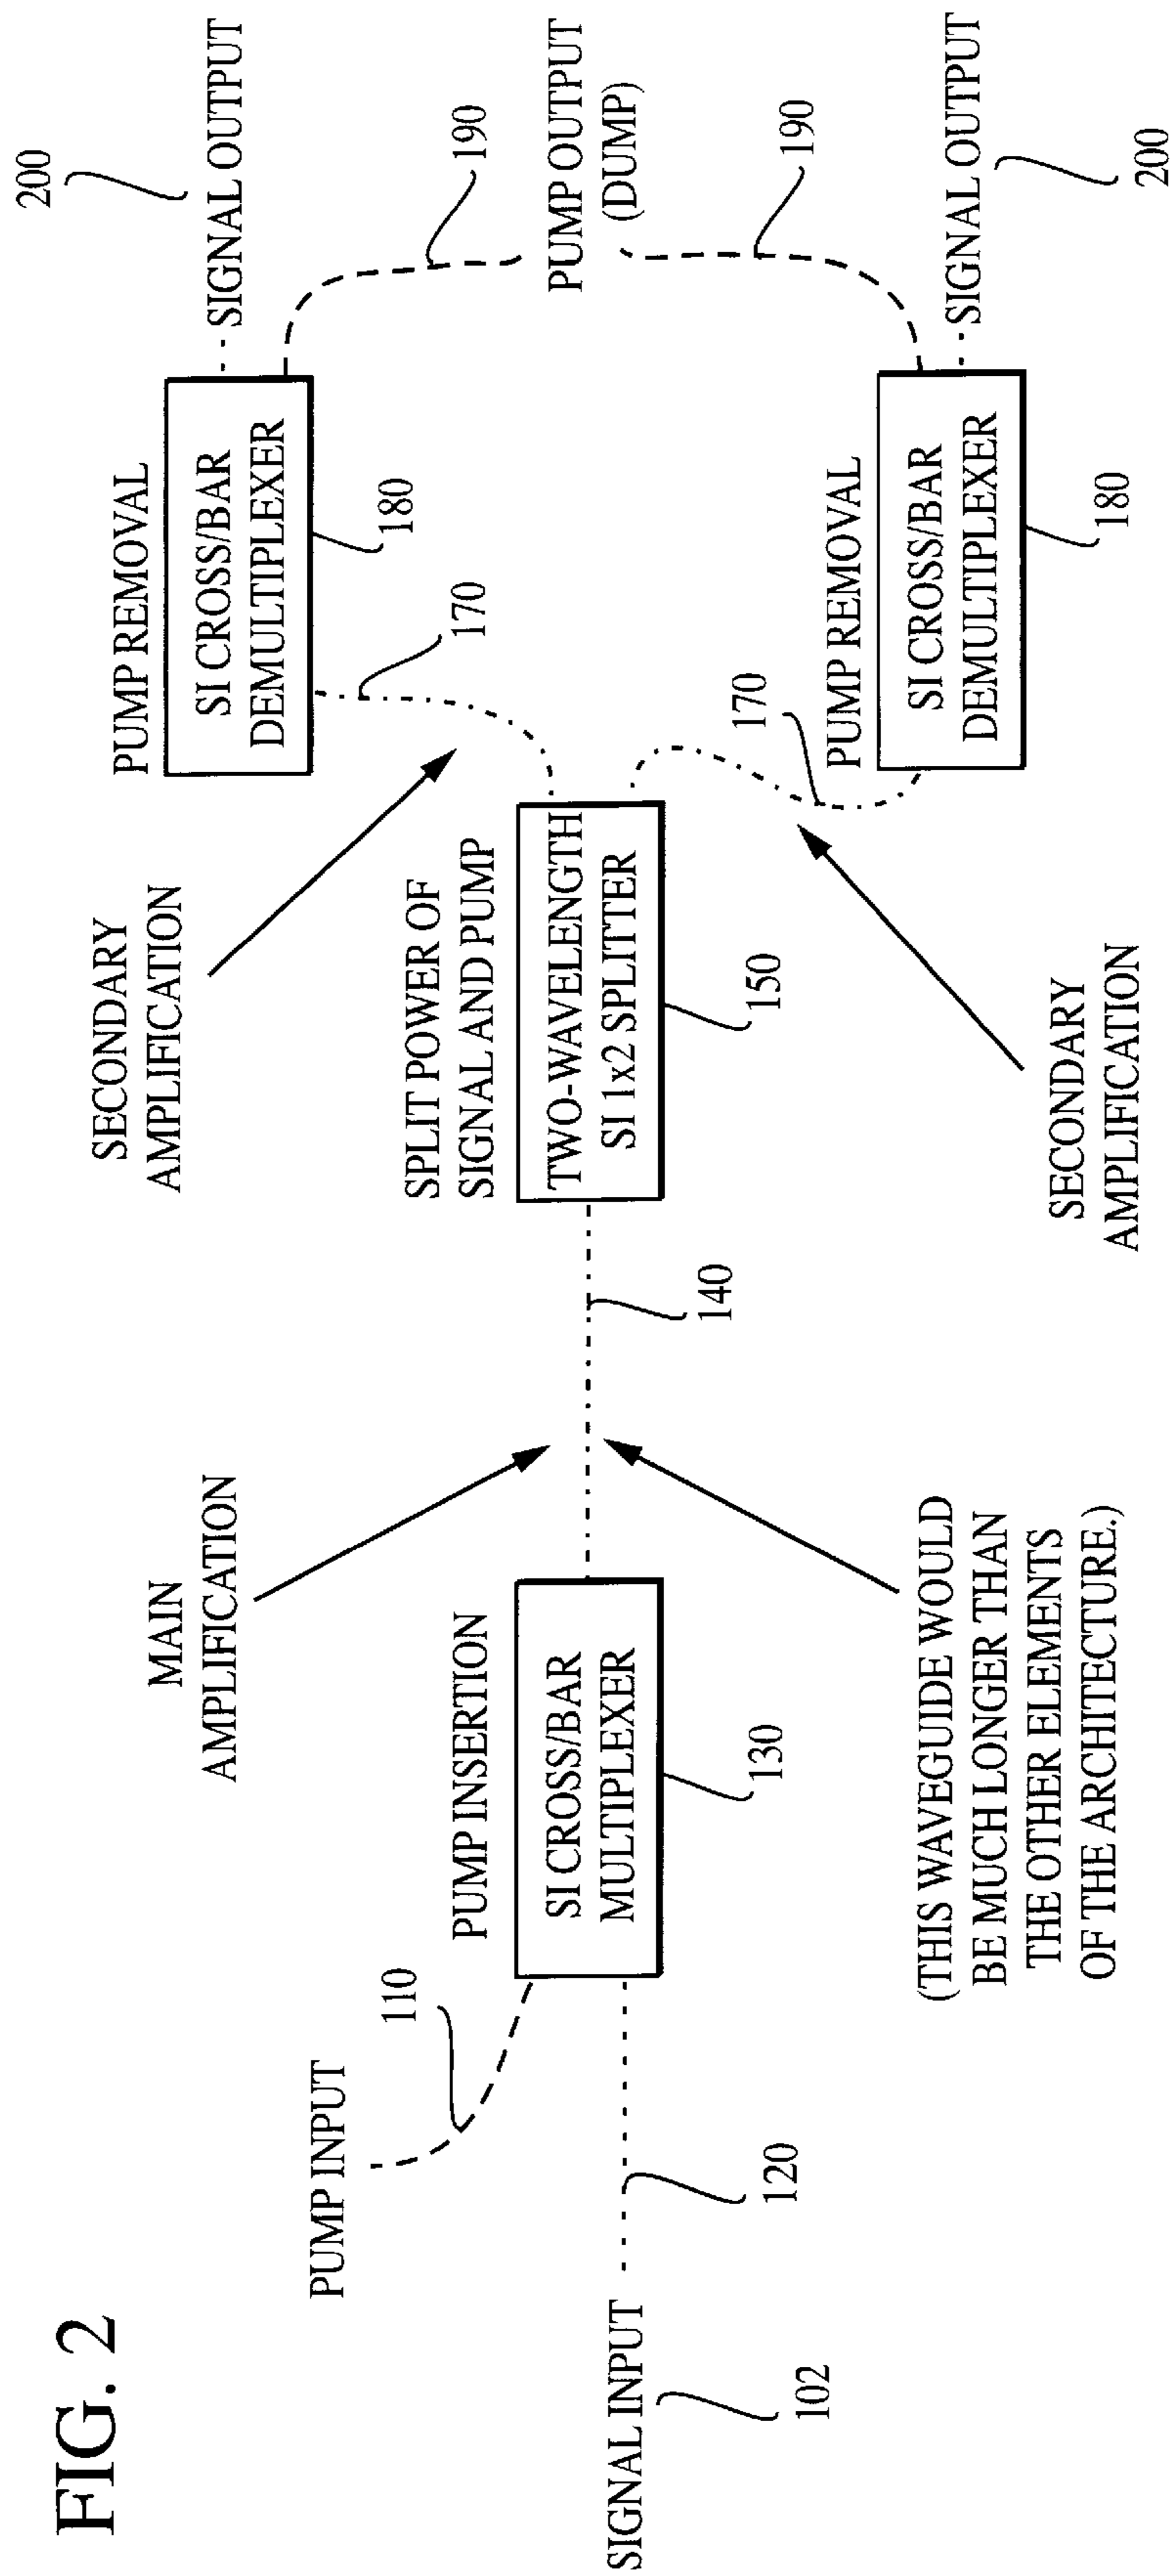 FIG. 2
SIGNAL INPUT
102
120
PUMP INPUT
110
PUMP INSERTION
SI CROSS/BAR
MULTIPLEXER
130
MAIN
AMPLIFICATION
(THIS WAVEGUIDE WOULD
BE MUCH LONGER THAN
THE OTHER ELEMENTS
OF THE ARCHITECTURE.)
140
SPLIT POWER OF
SIGNAL AND PUMP
TWO-WAVELENGTH
SI 1x2 SPLITTER
150
SECONDARY
AMPLIFICATION
SECONDARY
AMPLIFICATION
170
170
PUMP REMOVAL
SI CROSS/BAR
DEMULTIPLEXER
180
PUMP REMOVAL
SI CROSS/BAR
DEMULTIPLEXER
180
200
SIGNAL OUTPUT
190
PUMP OUTPUT
(DUMP)
190
SIGNAL OUTPUT
200